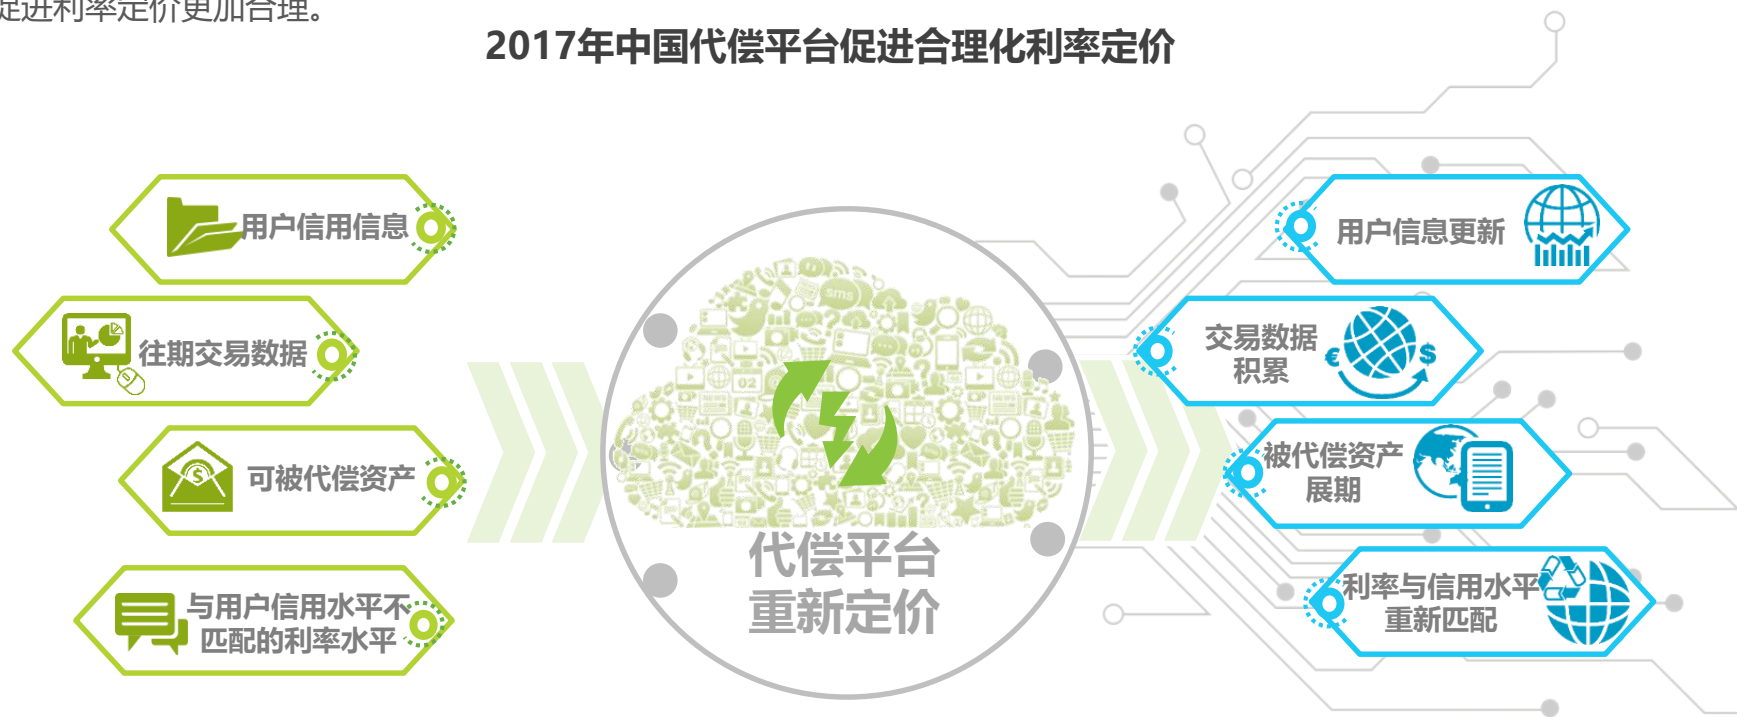 促进利率定价更加合理。
2017年中国代偿平台促进合理化利率定价
用户信用信息
往期交易数据
可被代偿资产
与用户信用水平不
匹配的利率水平
sms
02
代偿平台
重新定价
用户信息更新
交易数据
积累
€
$
被代偿资产
展期
利率与信用水平
重新匹配